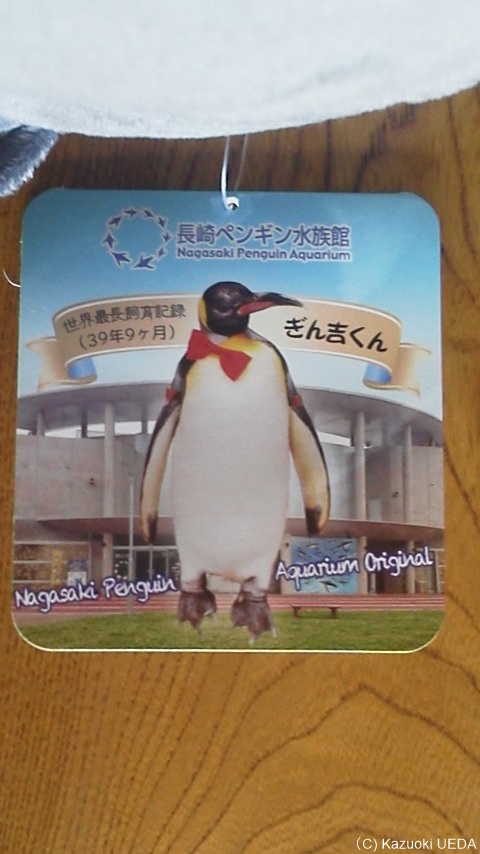 長崎ペンギン水族館
Nagasaki Penguin Aquarium
世界最長飼育記録
(39年9ヶ月)
ぎん吉くん
Nagasaki Penguin
Aquarium Original
(C) Kazuoki UEDA